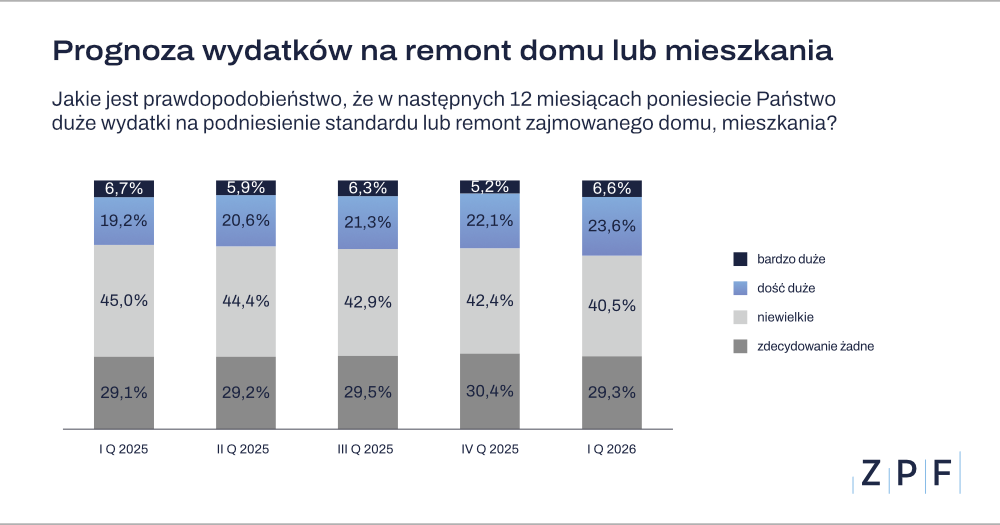 Prognoza wydatków na remont domu lub mieszkania
Jakie jest prawdopodobieństwo, że w następnych 12 miesiącach poniesiecie Państwo
duże wydatki na podniesienie standardu lub remont zajmowanego domu, mieszkania?
6,7% 5,9% 6,3% 5,2% 6,6%
19,2% 20,6% 21,3% 22,1% 23,6%
45,0% 44,4% 42,9% 42,4% 40,5%
29,1% 29,2% 29,5% 30,4% 29,3%
I Q 2025 II Q 2025 III Q 2025 IV Q 2025 I Q 2026
bardzo duże
dość duże
niewielkie
zdecydowanie żadne
Z P F